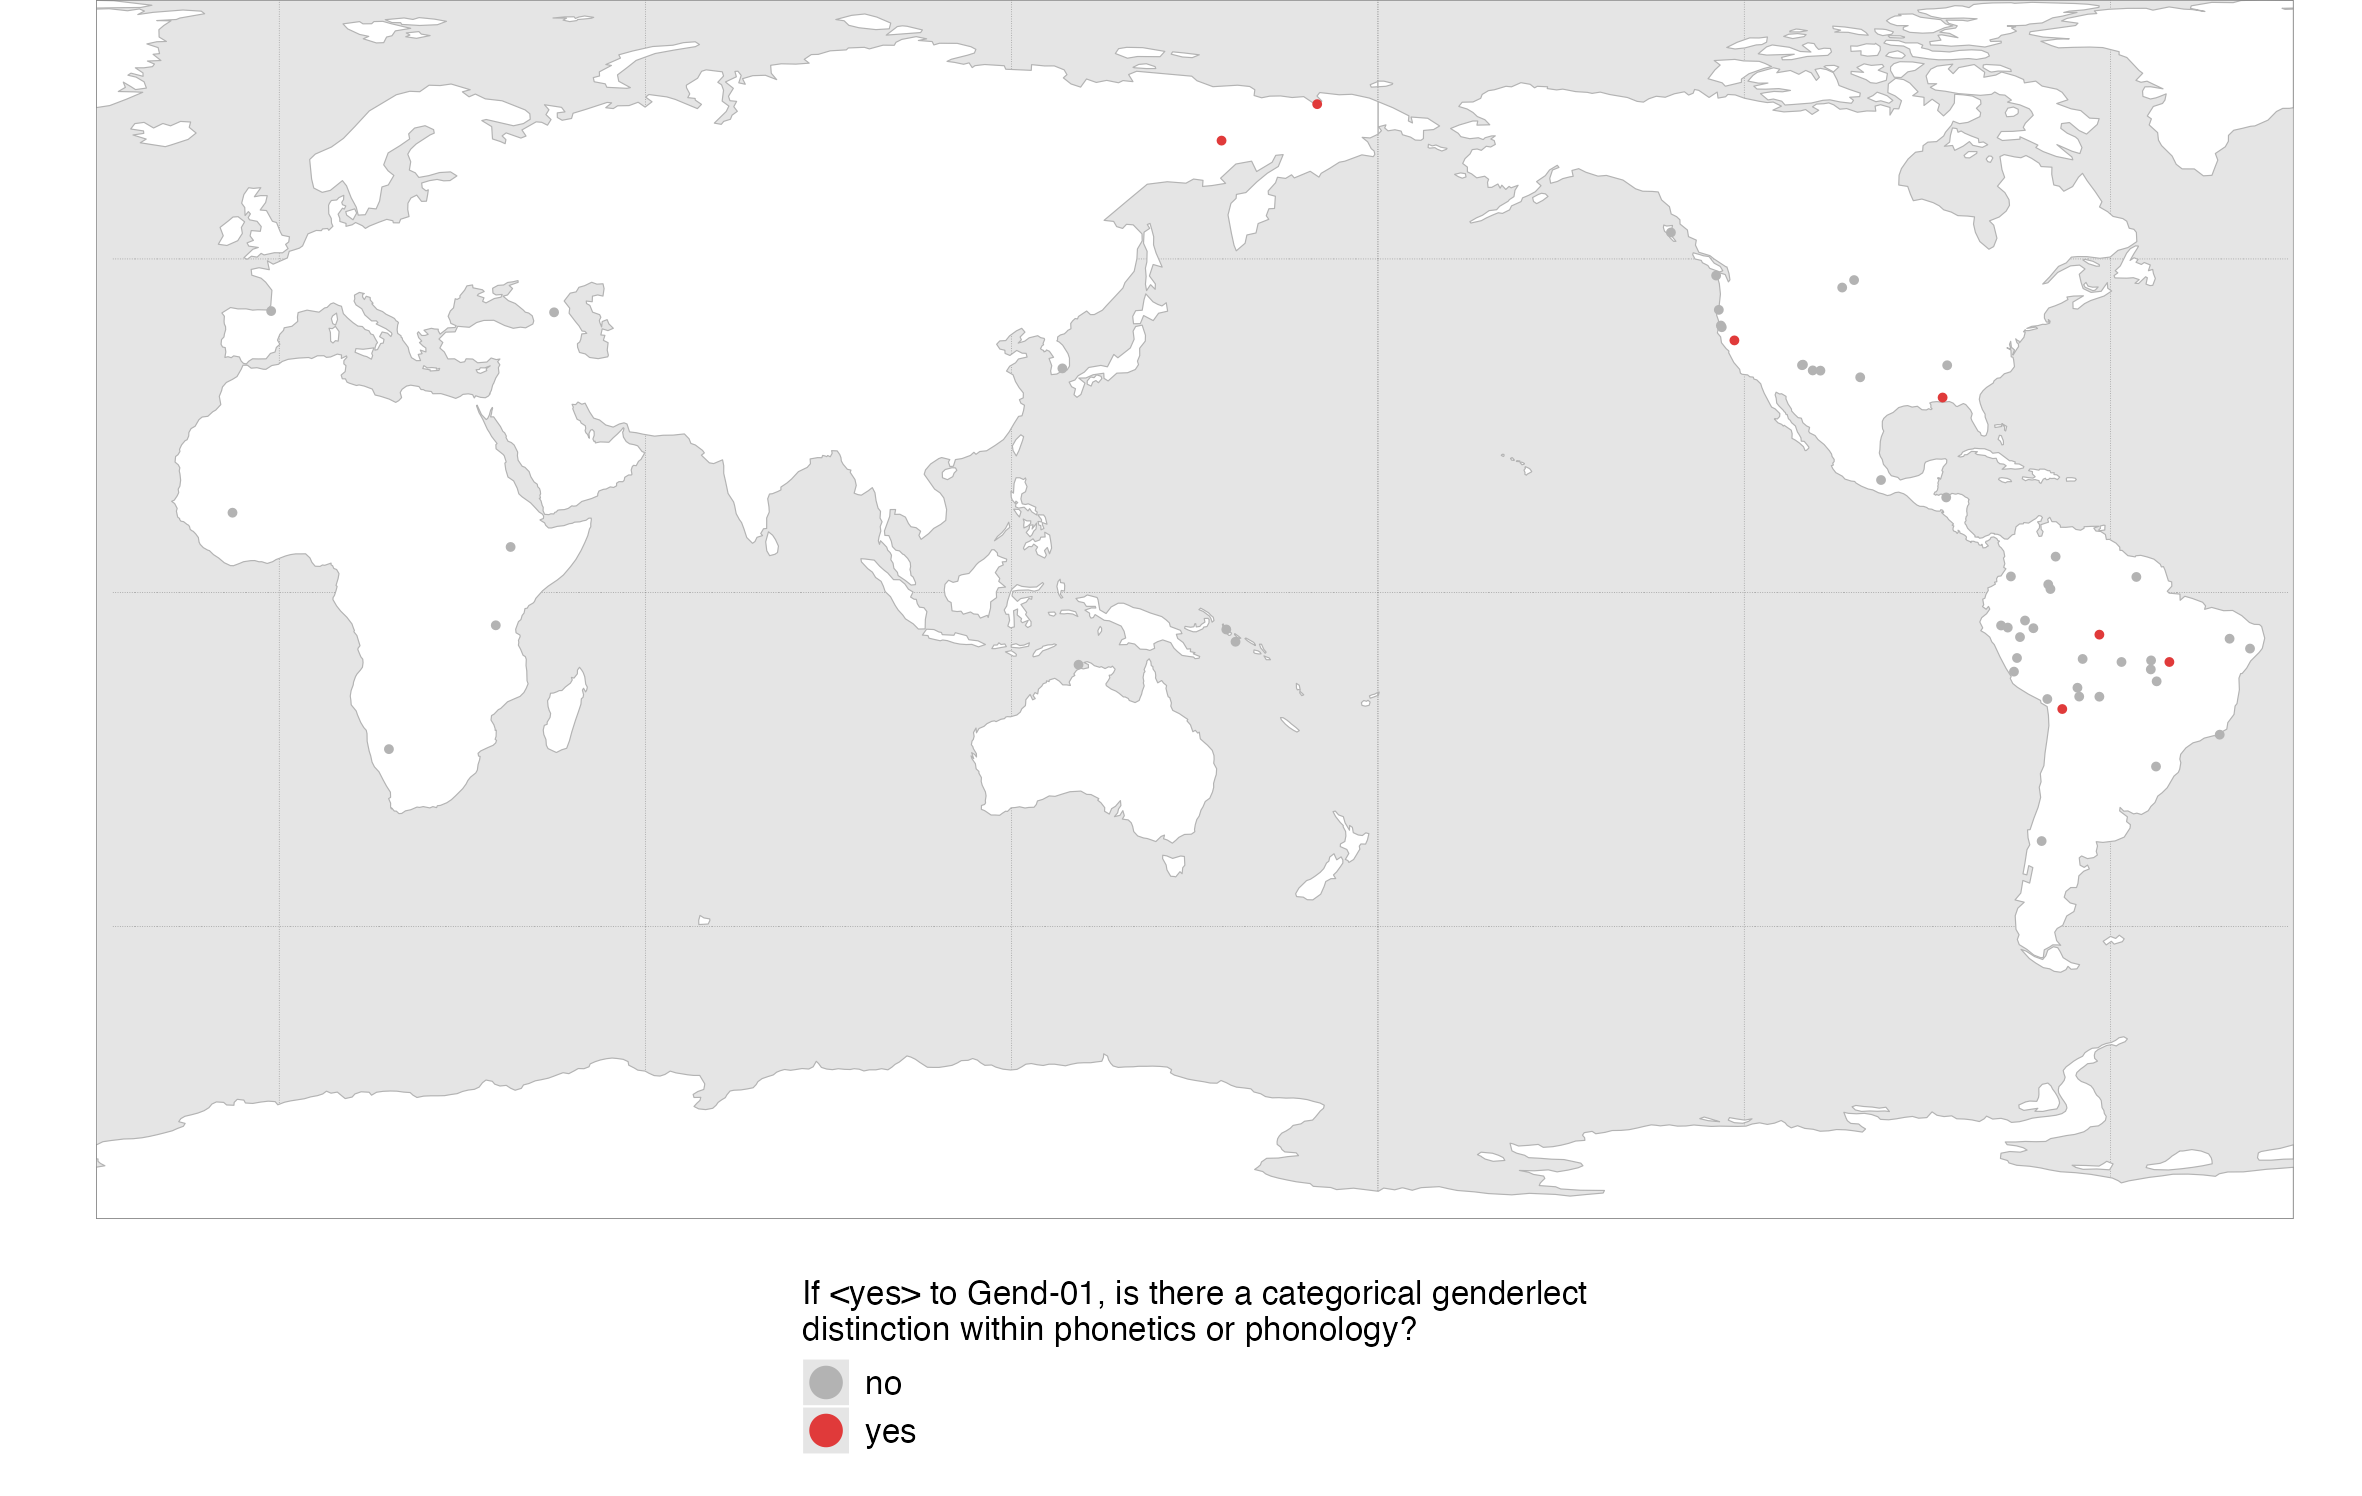 If <yes> to Gend-01, is there a categorical genderlect
distinction within phonetics or phonology?
no
yes